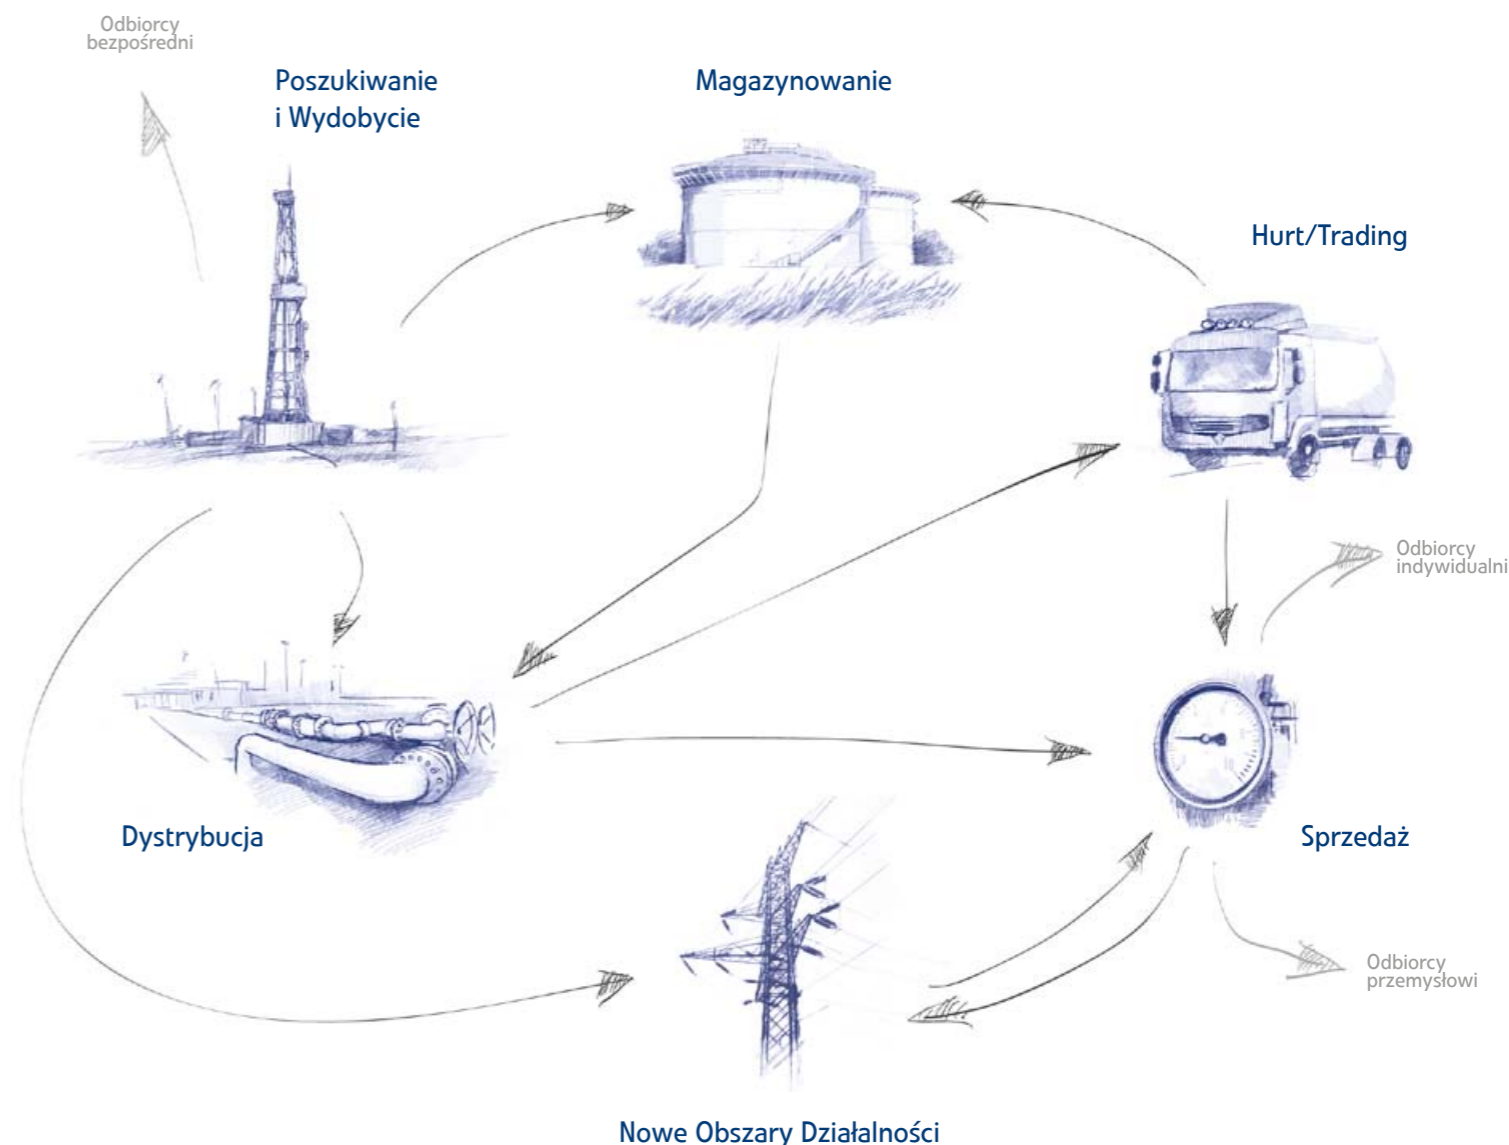 Odbiorcy
bezpośredni
Poszukiwanie
i Wydobycie
Magazynowanie
Hurt/Trading
Odbiorcy
indywidualni
Dystrybucja
Sprzedaż
Odbiorcy
przemysłowi
Nowe Obszary Działalności